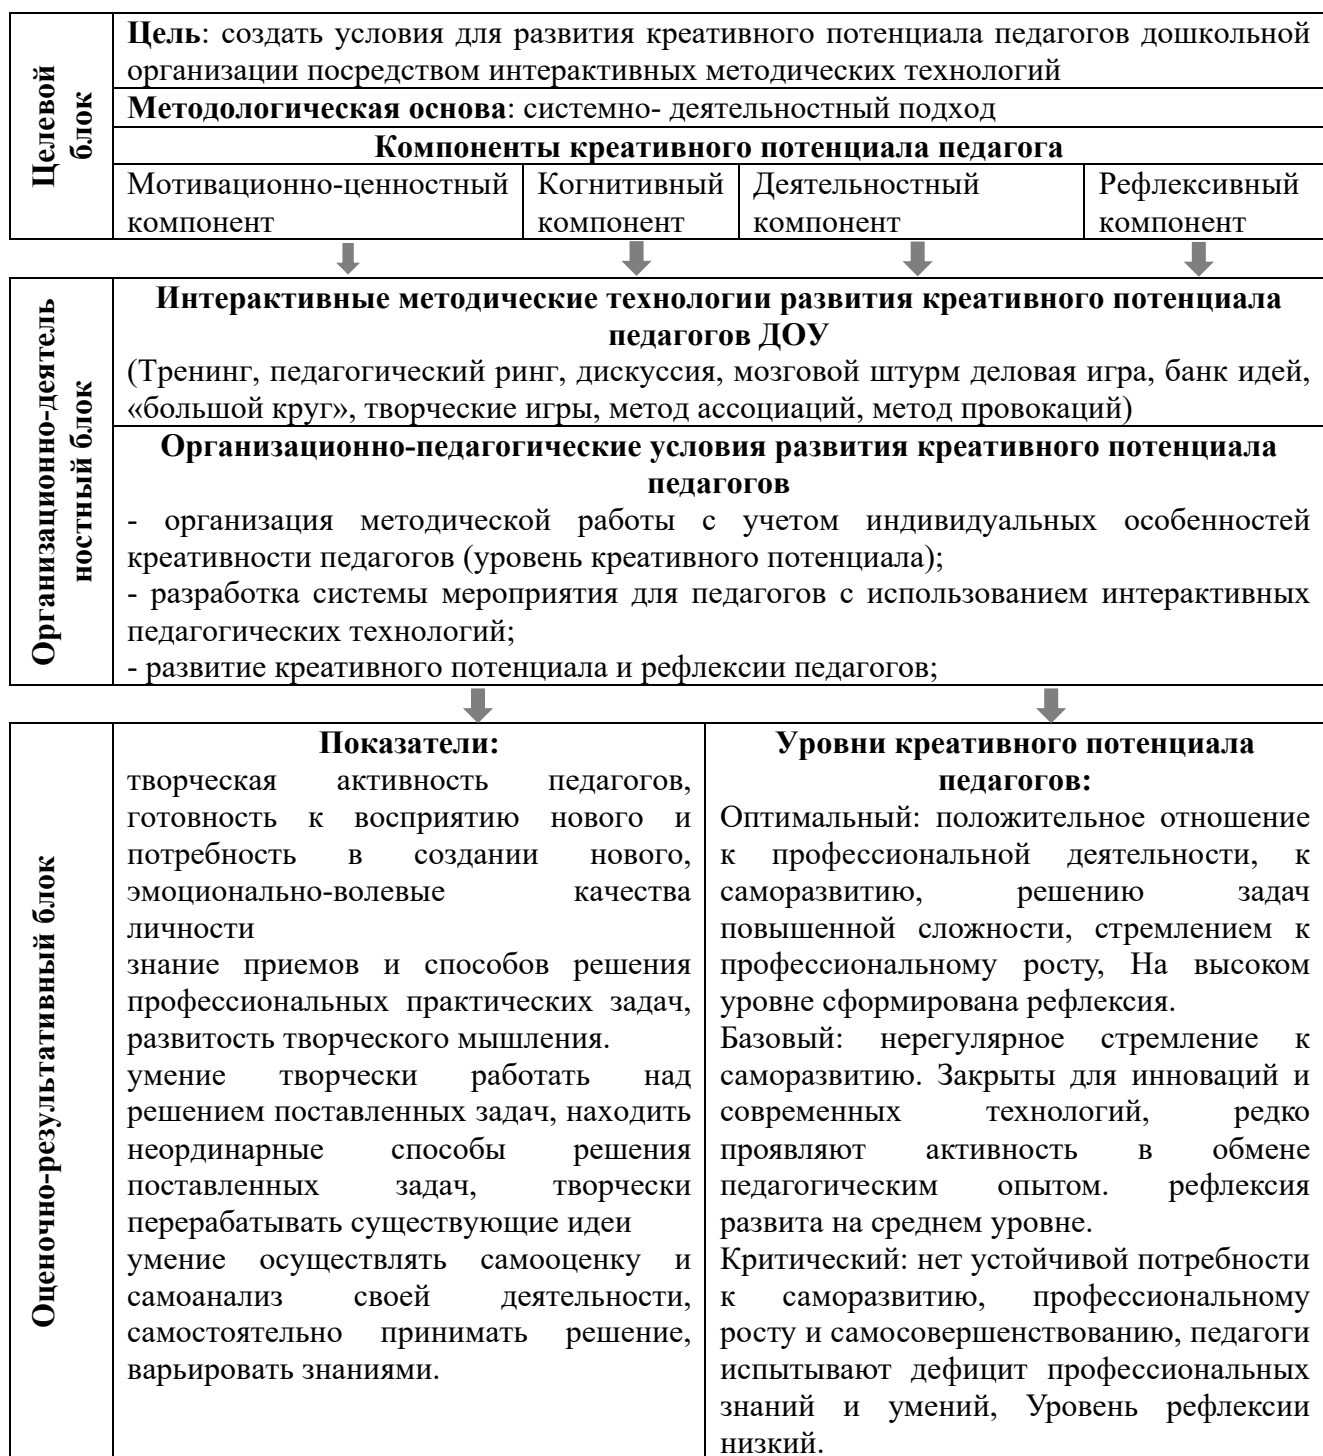 Целевой
блок
Цель: создать условия для развития креативного потенциала педагогов дошкольной
организации посредством интерактивных методических технологий
Методологическая основа: системно- деятельностный подход
Компоненты креативного потенциала педагога
Мотивационно-ценностный
компонент
Когнитивный
компонент
Деятельностный
компонент
Рефлексивный
компонент
Организационно-деятель
ностный блок
Интерактивные методические технологии развития креативного потенциала
педагогов ДОУ
(Тренинг, педагогический ринг, дискуссия, мозговой штурм деловая игра, банк идей,
«большой круг», творческие игры, метод ассоциаций, метод провокаций)
Организационно-педагогические условия развития креативного потенциала
педагогов
- организация методической работы с учетом индивидуальных особенностей
креативности педагогов (уровень креативного потенциала);
- разработка системы мероприятия для педагогов с использованием интерактивных
педагогических технологий;
- развитие креативного потенциала и рефлексии педагогов;
Оценочно-результативный блок
Показатели:
творческая активность педагогов,
готовность к восприятию нового и
потребность в создании нового,
эмоционально-волевые качества
личности
знание приемов и способов решения
профессиональных практических задач,
развитость творческого мышления.
умение творчески работать над
решением поставленных задач, находить
неординарные способы решения
поставленных задач, творчески
перерабатывать существующие идеи
умение осуществлять самооценку и
самоанализ своей деятельности,
самостоятельно принимать решение,
варьировать знаниями.
Уровни креативного потенциала
педагогов:
Оптимальный: положительное отношение
к профессиональной деятельности, к
саморазвитию, решению задач
повышенной сложности, стремлением к
профессиональному росту, На высоком
уровне сформирована рефлексия.
Базовый: нерегулярное стремление к
саморазвитию. Закрыты для инноваций и
современных технологий, редко
проявляют активность в обмене
педагогическим опытом. рефлексия
развита на среднем уровне.
Критический: нет устойчивой потребности
к саморазвитию, профессиональному
росту и самосовершенствованию, педагоги
испытывают дефицит профессиональных
знаний и умений, Уровень рефлексии
низкий.